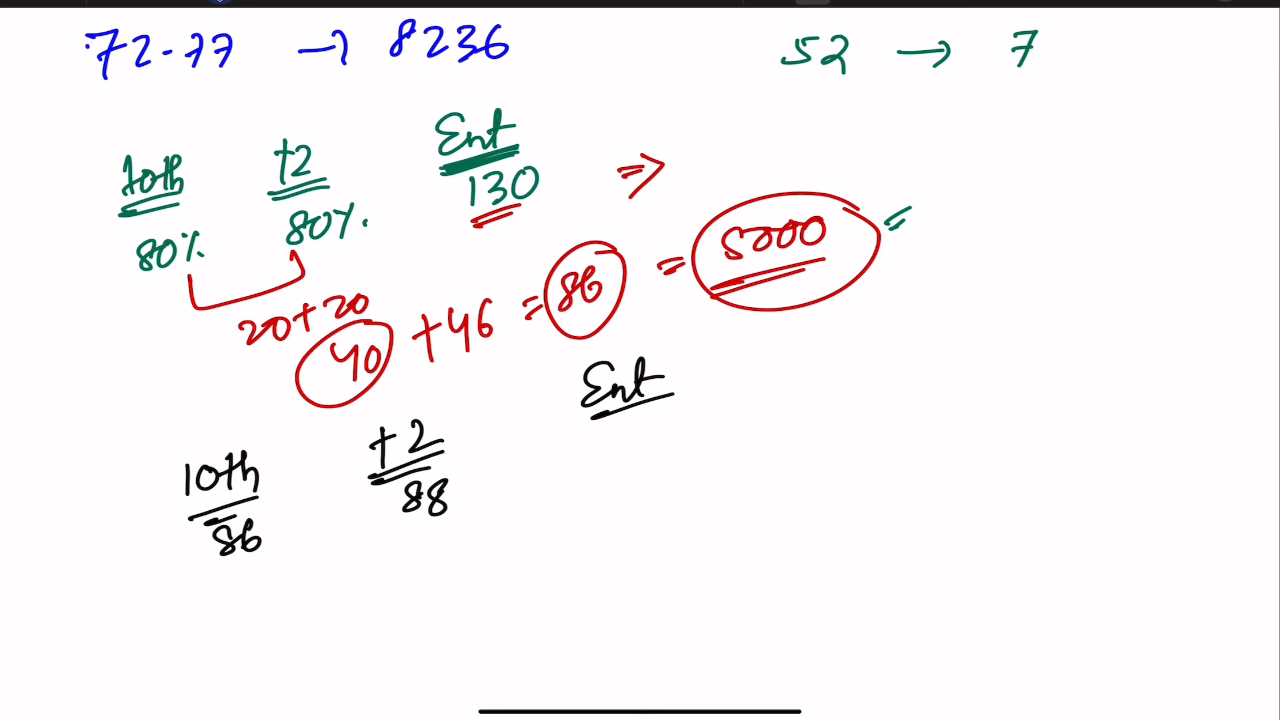 72-77 → 8236
52 → 7
10th +2 Ent
80% 80% 130 ⇒
20+20
40 +46 = 86 = 5000 =
Ent
10th +2
86 88